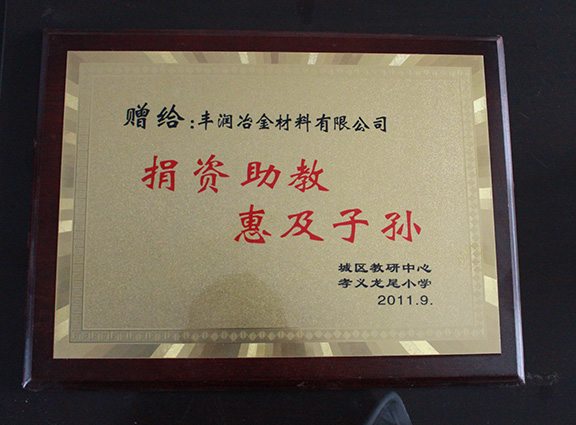 赠给:丰润冶金材料有限公司
捐资助教
惠及子孙
城区教研中心
孝义龙尾小学
2011.9.